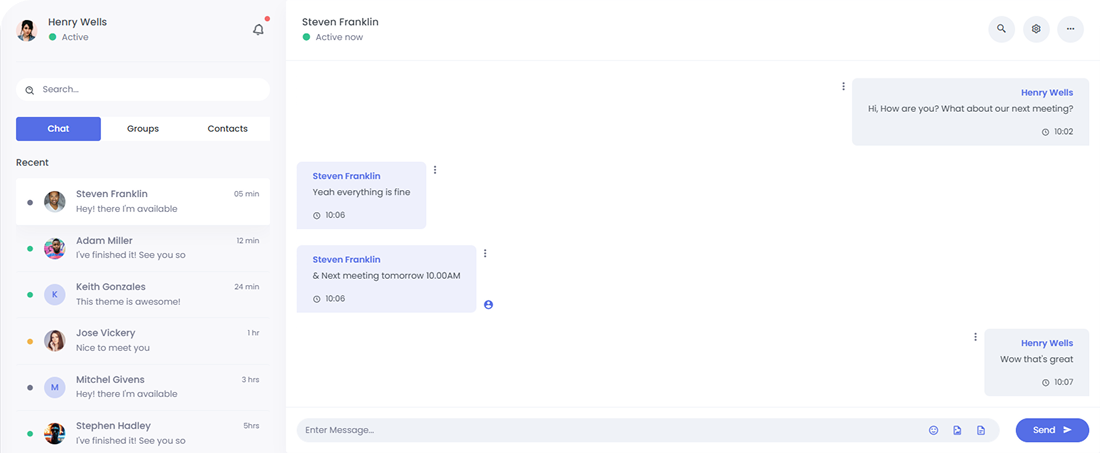 Henry Wells
Active
Search...
Chat Groups Contacts
Recent
Steven Franklin 05 min
Hey! there I'm available
Adam Miller 12 min
I've finished it! See you so
K
Keith Gonzales 24 min
This theme is awesome!
Jose Vickery 1 hr
Nice to meet you
M
Mitchel Givens 3 hrs
Hey! there I'm available
Stephen Hadley 5hrs
I've finished it! See you so
Steven Franklin
Active now
Henry Wells
Hi, How are you? What about our next meeting?
10:02
Steven Franklin
Yeah everything is fine
10:06
Steven Franklin
& Next meeting tomorrow 10.00AM
10:06
Henry Wells
Wow that's great
10:07
Enter Message...
Send